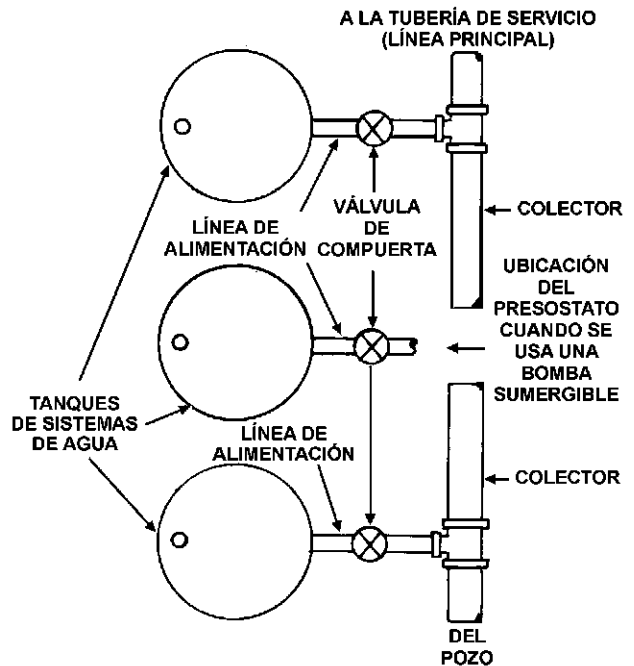 A LA TUBERÍA DE SERVICIO
(LÍNEA PRINCIPAL)
LÍNEA DE
ALIMENTACIÓN
VÁLVULA
DE
COMPUERTA
COLECTOR
UBICACIÓN
DEL
PRESOSTATO
CUANDO SE
USA UNA
BOMBA
SUMERGIBLE
TANQUES
DE SISTEMAS
DE AGUA
LÍNEA DE
ALIMENTACIÓN
COLECTOR
DEL
POZO